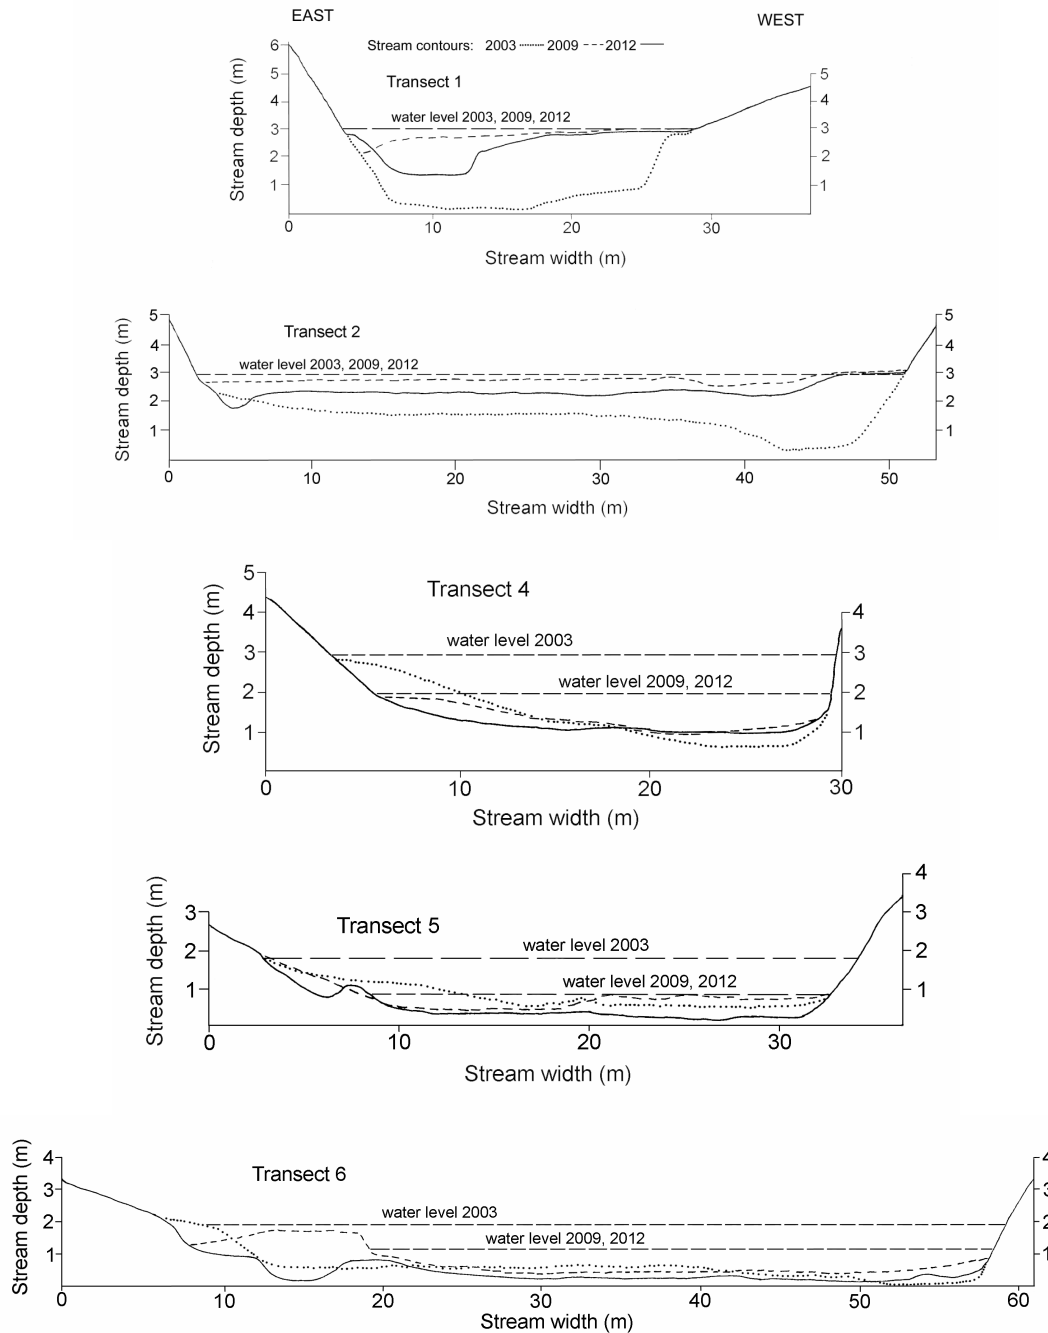 EAST
WEST
Stream contours: 2003 2009 2012
Transect 1
water level 2003, 2009, 2012
Stream depth (m)
6
5
4
3
2
1
5
4
3
2
1
0 10 20 30
Stream width (m)
Transect 2
water level 2003, 2009, 2012
Stream depth (m)
5
4
3
2
1
5
4
3
2
1
0 10 20 30 40 50
Stream width (m)
Transect 4
water level 2003
water level 2009, 2012
Stream depth (m)
5
4
3
2
1
4
3
2
1
0 10 20 30
Stream width (m)
Transect 5
water level 2003
water level 2009, 2012
Stream depth (m)
3
2
1
4
3
2
1
0 10 20 30
Stream width (m)
Transect 6
water level 2003
water level 2009, 2012
Stream depth (m)
4
3
2
1
4
3
2
1
0 10 20 30 40 50 60
Stream width (m)